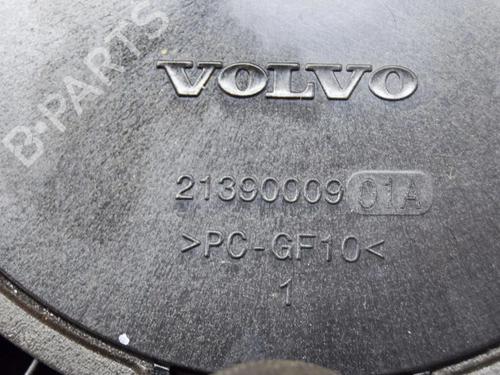 B-PARTS
VOLVO
21390009 01A
>PC-GF10<
1